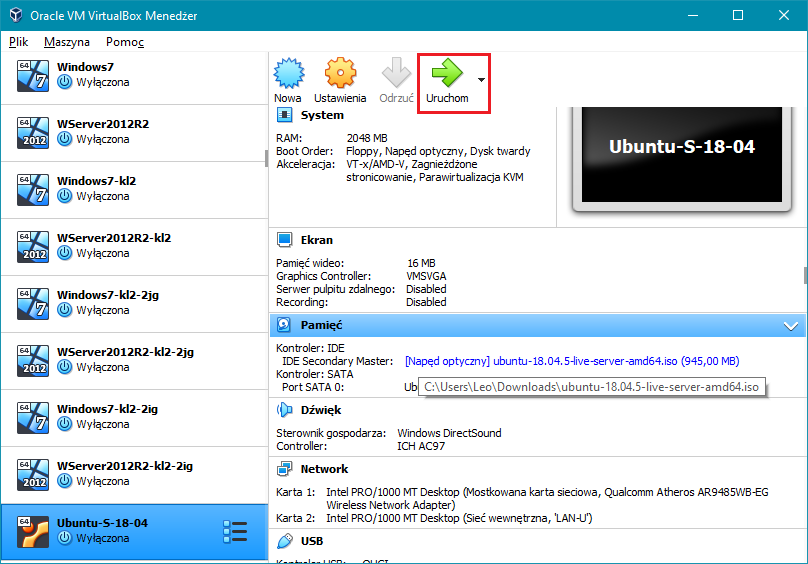 Oracle VM VirtualBox Menedżer
Plik Maszyna Pomoc
64 7 Windows7
Wyłączona
64 2012 WServer2012R2
Wyłączona
64 7 Windows7-kl2
Wyłączona
64 2012 WServer2012R2-kl2
Wyłączona
64 7 Windows7-kl2-2jg
Wyłączona
64 2012 WServer2012R2-kl2-2jg
Wyłączona
64 7 Windows7-kl2-2ig
Wyłączona
64 2012 WServer2012R2-kl2-2ig
Wyłączona
64 Ubuntu-S-18-04
Wyłączona
Nowa Ustawienia Odrzuć Uruchom
System
RAM: 2048 MB
Boot Order: Floppy, Napęd optyczny, Dysk twardy
Akceleracja: VT-x/AMD-V, Zagnieżdżone
stronicowanie, Parawirtualizacja KVM
Ubuntu-S-18-04
Ekran
Pamięć wideo: 16 MB
Graphics Controller: VMSVGA
Serwer pulpitu zdalnego: Disabled
Recording: Disabled
Pamięć
Kontroler: IDE
IDE Secondary Master: [Napęd optyczny] ubuntu-18.04.5-live-server-amd64.iso (945,00 MB)
Kontroler: SATA
Port SATA 0: Ub
C:\Users\Leo\Downloads\ubuntu-18.04.5-live-server-amd64.iso
Dźwięk
Sterownik gospodarza: Windows DirectSound
Controller: ICH AC97
Network
Karta 1: Intel PRO/1000 MT Desktop (Mostkowana karta sieciowa, Qualcomm Atheros AR9485WB-EG
Wireless Network Adapter)
Karta 2: Intel PRO/1000 MT Desktop (Sieć wewnętrzna, 'LAN-U')
USB
Kontroler USB: OHCI